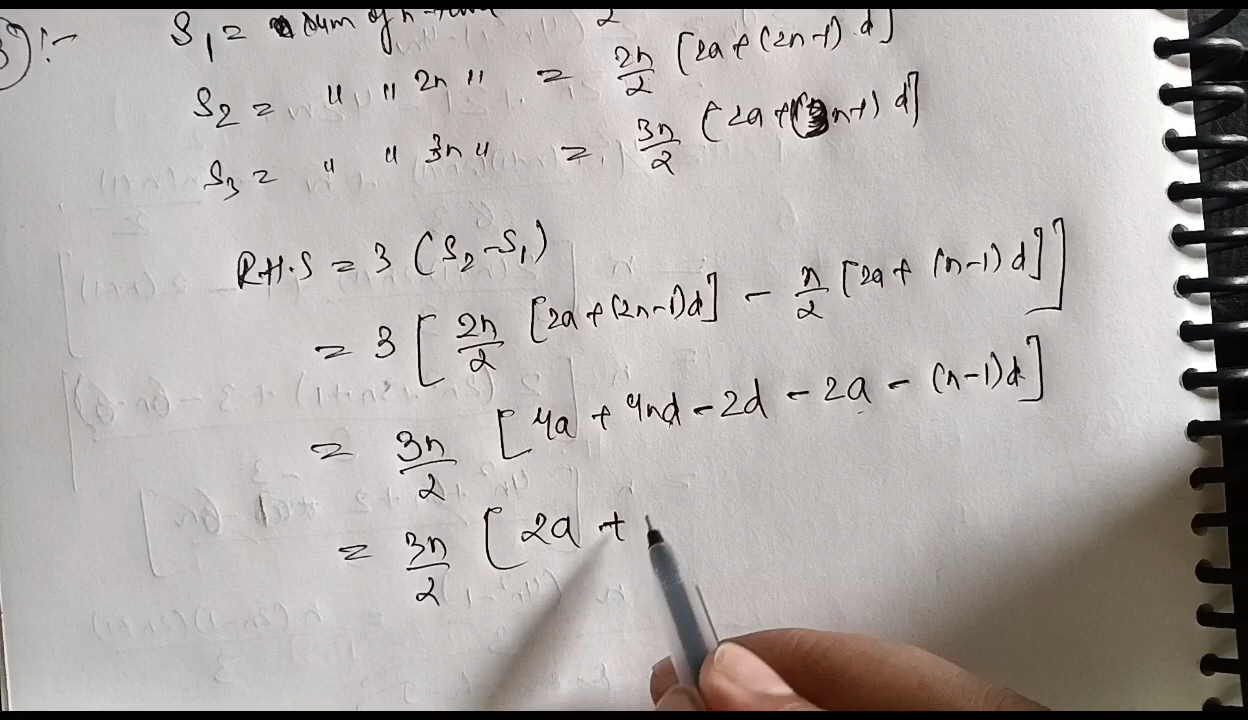 3) :- S₁ = sum of n 2
S₂ = " " 2n " = 2n/2 [2a + (2n-1) d]
S₃ = " " 3n " = 3n/2 [2a + (3n-1) d]
R.H.S = 3 (S₂ - S₁)
= 3 [ 2n/2 [2a + (2n-1)d] - n/2 [2a + (n-1) d] ]
= 3n/2 [4a + 4nd - 2d - 2a - (n-1)d]
= 3n/2 [2a +